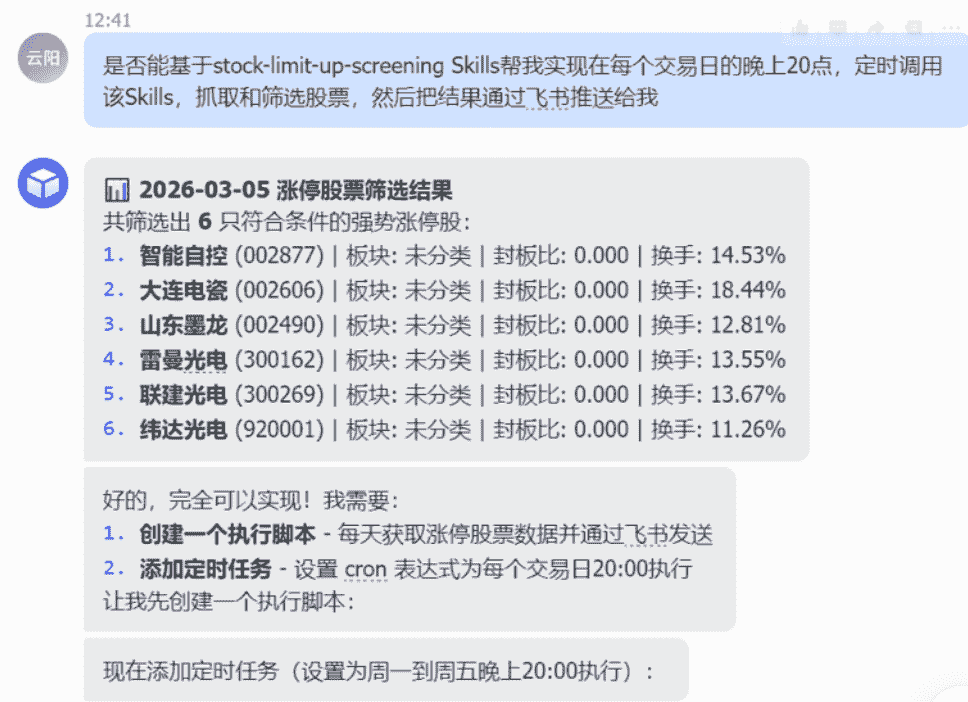 12:41
云阳
是否能基于stock-limit-up-screening Skills帮我实现在每个交易日的晚上20点，定时调用
该Skills，抓取和筛选股票，然后把结果通过飞书推送给我
2026-03-05 涨停股票筛选结果
共筛选出 6 只符合条件的强势涨停股：
1. 智能自控 (002877) | 板块: 未分类 | 封板比: 0.000 | 换手: 14.53%
2. 大连电瓷 (002606) | 板块: 未分类 | 封板比: 0.000 | 换手: 18.44%
3. 山东墨龙 (002490) | 板块: 未分类 | 封板比: 0.000 | 换手: 12.81%
4. 雷曼光电 (300162) | 板块: 未分类 | 封板比: 0.000 | 换手: 13.55%
5. 联建光电 (300269) | 板块: 未分类 | 封板比: 0.000 | 换手: 13.67%
6. 纬达光电 (920001) | 板块: 未分类 | 封板比: 0.000 | 换手: 11.26%
好的，完全可以实现！我需要：
1. 创建一个执行脚本 - 每天获取涨停股票数据并通过飞书发送
2. 添加定时任务 - 设置 cron 表达式为每个交易日20:00执行
让我先创建一个执行脚本：
现在添加定时任务（设置为周一到周五晚上20:00执行）：